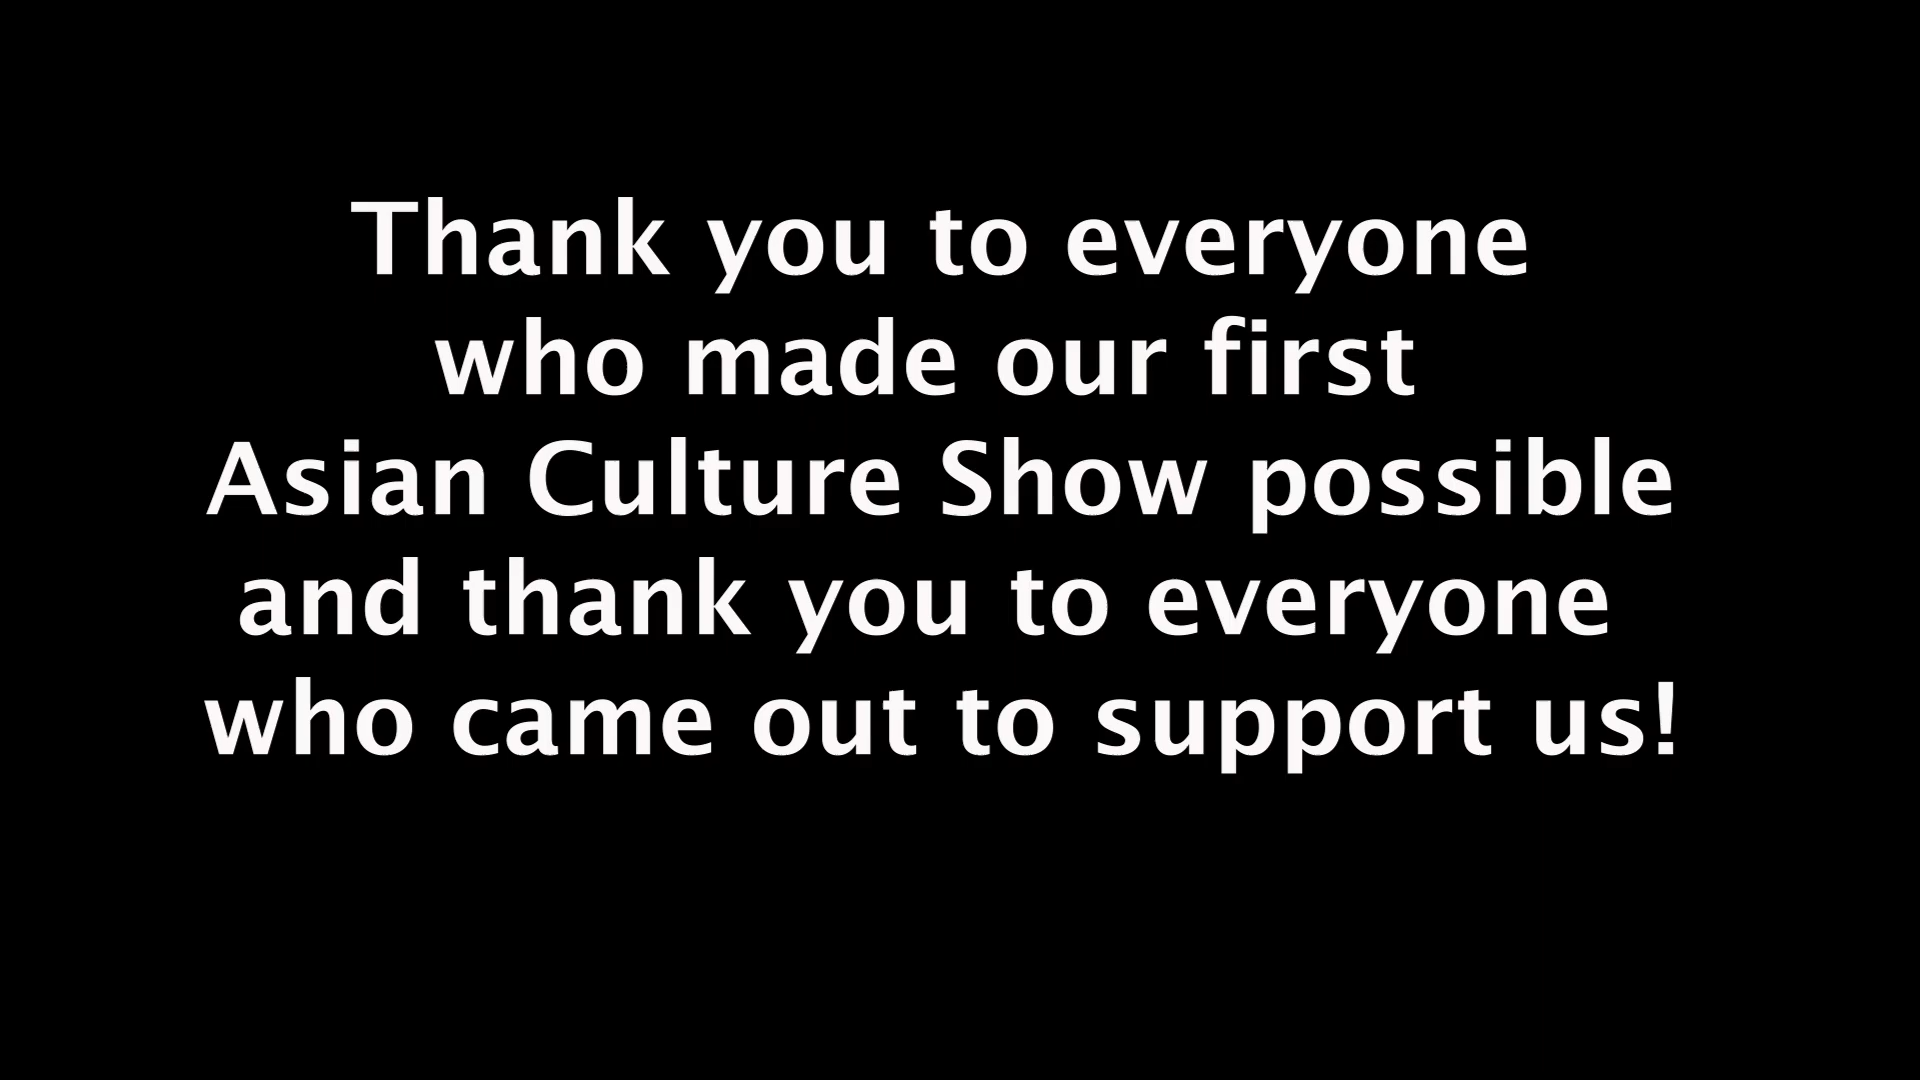 Thank you to everyone
who made our first
Asian Culture Show possible
and thank you to everyone
who came out to support us!